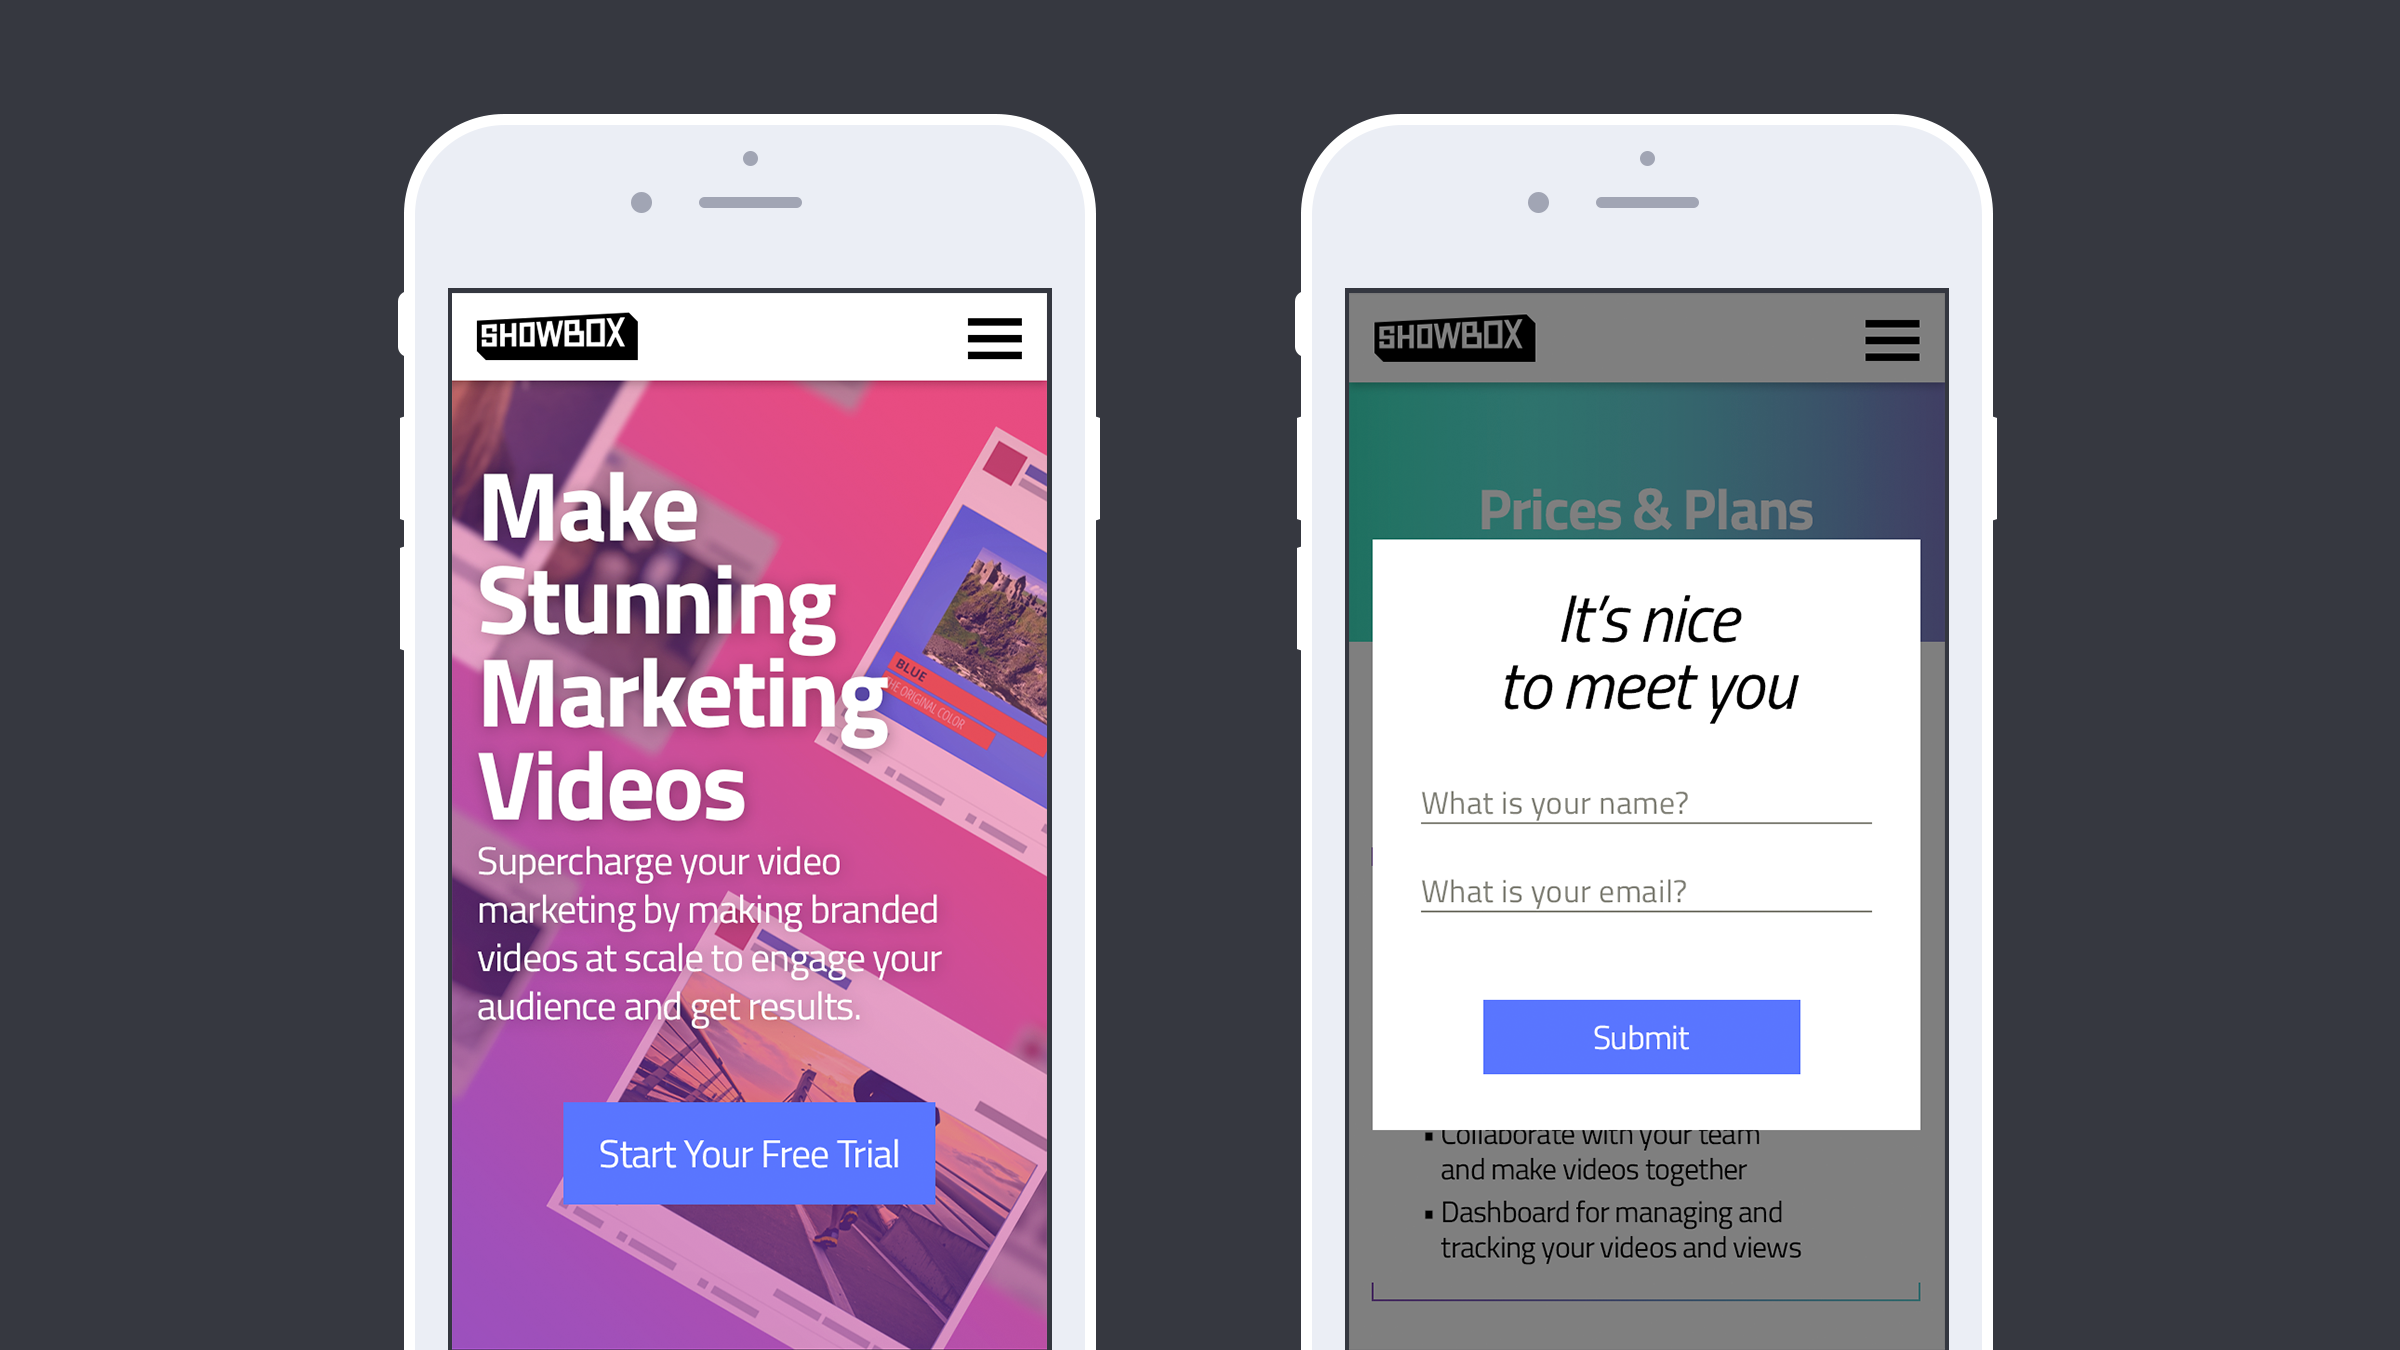 SHOWBOX
Make
Stunning
Marketing
Videos
Supercharge your video
marketing by making branded
videos at scale to engage your
audience and get results.
Start Your Free Trial
BLUE
THE ORIGINAL COLOR
SHOWBOX
Prices & Plans
It's nice
to meet you
What is your name?
What is your email?
Submit
▪ Collaborate with your team
and make videos together
▪ Dashboard for managing and
tracking your videos and views